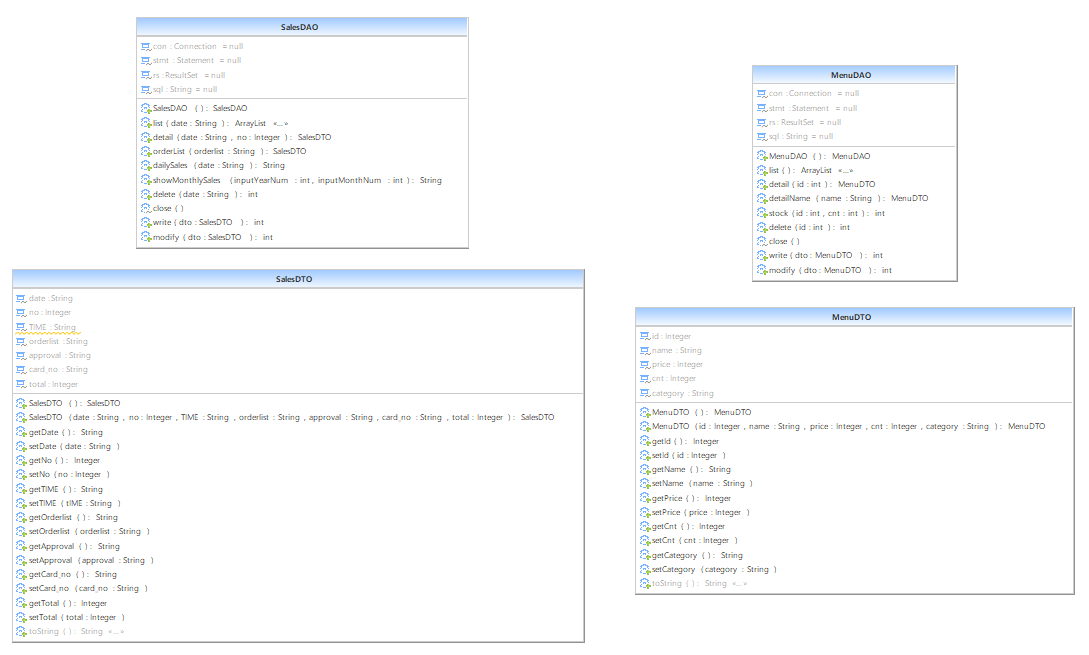 SalesDAO
con : Connection = null
stmt : Statement = null
rs : ResultSet = null
sql : String = null
SalesDAO ( ) : SalesDAO
list ( date : String ) : ArrayList «...»
detail ( date : String , no : Integer ) : SalesDTO
orderList ( orderlist : String ) : SalesDTO
dailySales ( date : String ) : String
showMonthlySales ( inputYearNum : int , inputMonthNum : int ) : String
delete ( date : String ) : int
close ( )
write ( dto : SalesDTO ) : int
modify ( dto : SalesDTO ) : int
MenuDAO
con : Connection = null
stmt : Statement = null
rs : ResultSet = null
sql : String = null
MenuDAO ( ) : MenuDAO
list ( ) : ArrayList «...»
detail ( id : int ) : MenuDTO
detailName ( name : String ) : MenuDTO
stock ( id : int , cnt : int ) : int
delete ( id : int ) : int
close ( )
write ( dto : MenuDTO ) : int
modify ( dto : MenuDTO ) : int
SalesDTO
date : String
no : Integer
TIME : String
orderlist : String
approval : String
card_no : String
total : Integer
SalesDTO ( ) : SalesDTO
SalesDTO ( date : String , no : Integer , TIME : String , orderlist : String , approval : String , card_no : String , total : Integer ) : SalesDTO
getDate ( ) : String
setDate ( date : String )
getNo ( ) : Integer
setNo ( no : Integer )
getTIME ( ) : String
setTIME ( tIME : String )
getOrderlist ( ) : String
setOrderlist ( orderlist : String )
getApproval ( ) : String
setApproval ( approval : String )
getCard_no ( ) : String
setCard_no ( card_no : String )
getTotal ( ) : Integer
setTotal ( total : Integer )
toString ( ) : String «...»
MenuDTO
id : Integer
name : String
price : Integer
cnt : Integer
category : String
MenuDTO ( ) : MenuDTO
MenuDTO ( id : Integer , name : String , price : Integer , cnt : Integer , category : String ) : MenuDTO
getId ( ) : Integer
setId ( id : Integer )
getName ( ) : String
setName ( name : String )
getPrice ( ) : Integer
setPrice ( price : Integer )
getCnt ( ) : Integer
setCnt ( cnt : Integer )
getCategory ( ) : String
setCategory ( category : String )
toString ( ) : String «...»